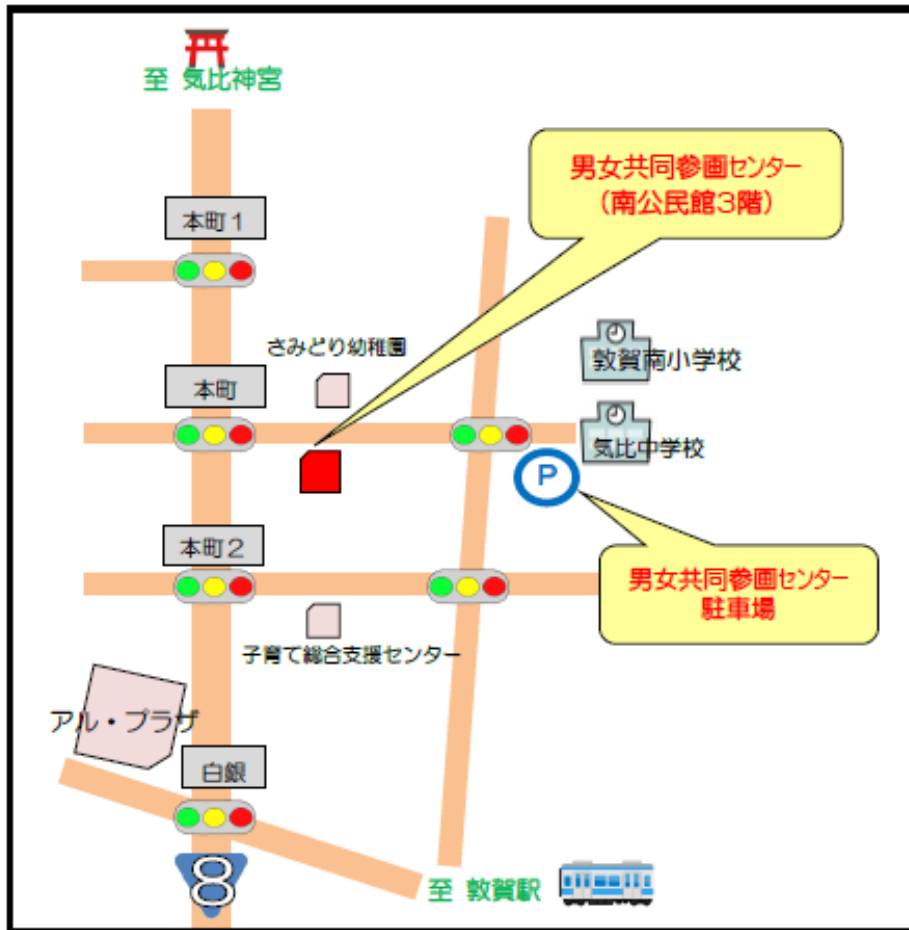 至 気比神宮
男女共同参画センター
（南公民館3階）
本町1
さみどり幼稚園
敦賀南小学校
本町
気比中学校
P
本町2
男女共同参画センター
駐車場
子育て総合支援センター
アル・プラザ
白銀
8
至 敦賀駅